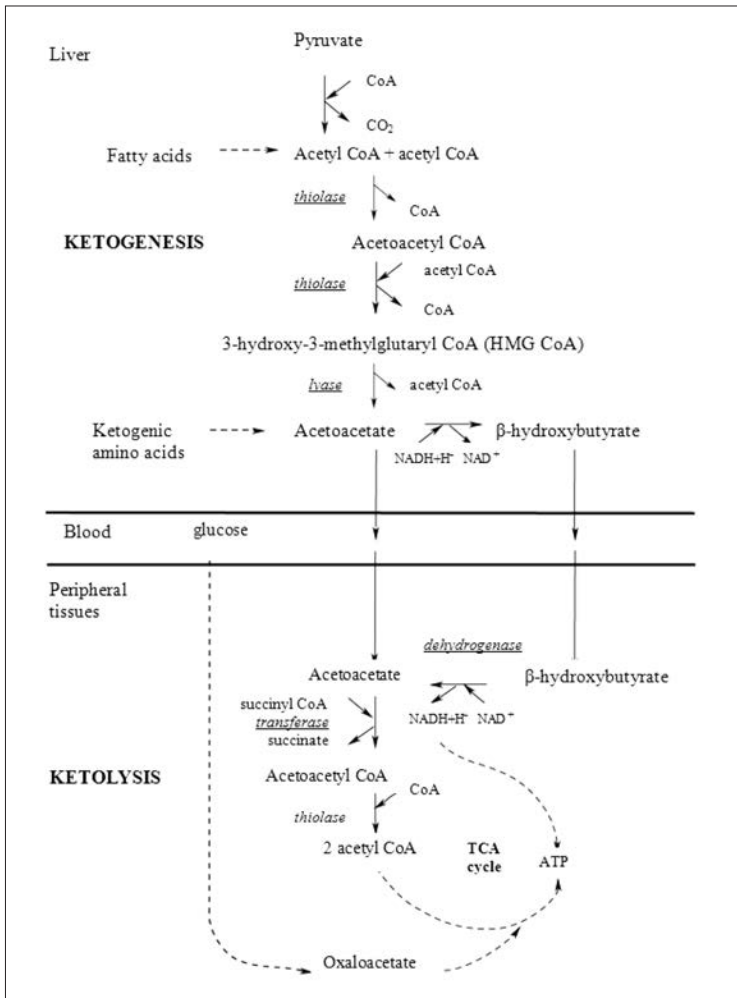 Pyruvate
Liver
CoA
CO₂
Fatty acids
Acetyl CoA + acetyl CoA
thiolase
CoA
KETOGENESIS
Acetoacetyl CoA
acetyl CoA
thiolase
CoA
3-hydroxy-3-methylglutaryl CoA (HMG CoA)
lyase
acetyl CoA
Ketogenic
amino acids
Acetoacetate
β-hydroxybutyrate
NADH+H⁻ NAD⁺
Blood
glucose
Peripheral
tissues
dehydrogenase
Acetoacetate
β-hydroxybutyrate
succinyl CoA
transferase
succinate
NADH+H⁻ NAD⁺
KETOLYSIS
Acetoacetyl CoA
CoA
thiolase
2 acetyl CoA
TCA
cycle
ATP
Oxaloacetate